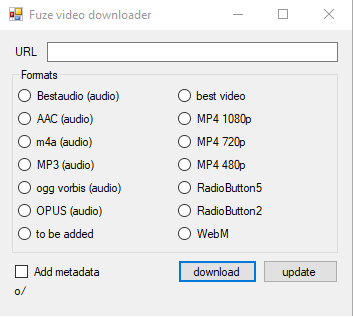 Fuze video downloader
URL
Formats
Bestaudio (audio)
best video
AAC (audio)
MP4 1080p
m4a (audio)
MP4 720p
MP3 (audio)
MP4 480p
ogg vorbis (audio)
RadioButton5
OPUS (audio)
RadioButton2
to be added
WebM
Add metadata
download
update
o/